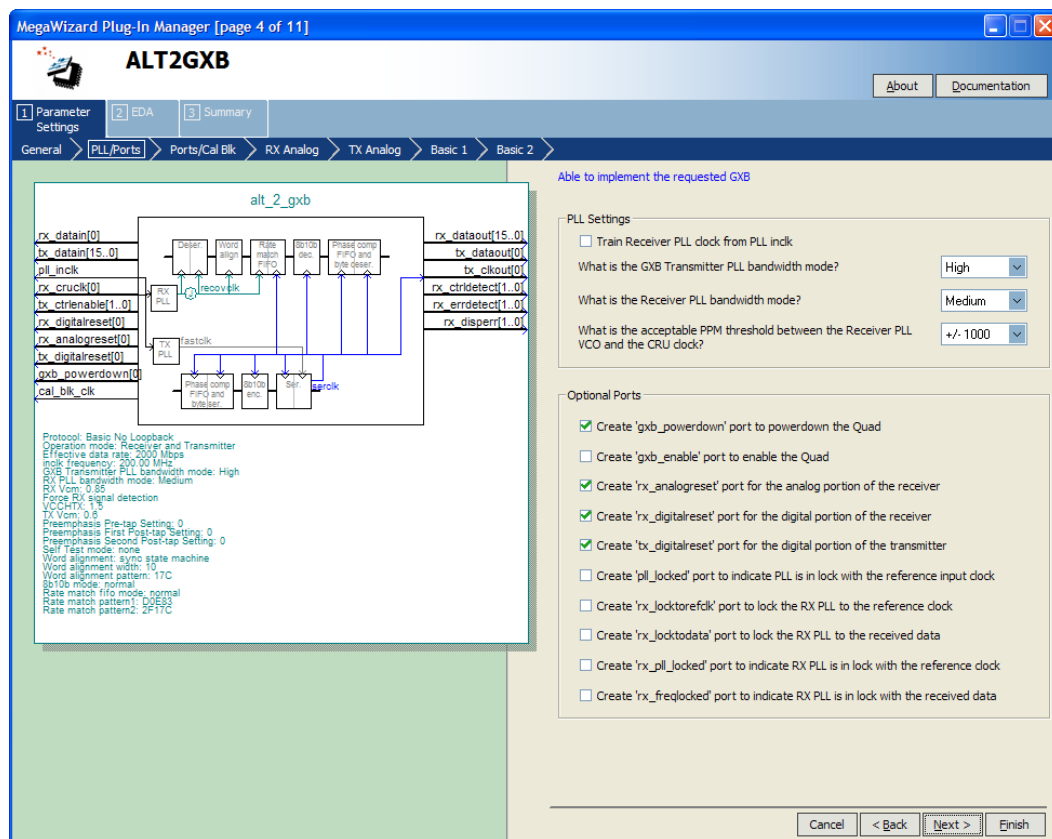 MegaWizard Plug-In Manager [page 4 of 11]
ALT2GXB
About
Documentation
1 Parameter Settings
2 EDA
3 Summary
General
PLL/Ports
Ports/Cal Blk
RX Analog
TX Analog
Basic 1
Basic 2
alt_2_gxb
rx_datain[0]
tx_datain[15..0]
pll_inclk
rx_cruclk[0]
tx_ctrlenable[1..0]
rx_digitalreset[0]
rx_analogreset[0]
tx_digitalreset[0]
gxb_powerdown[0]
cal_blk_clk
Deser.
Word align
Rate match FIFO
8b10b dec.
Phase comp FIFO and byte deser.
RX PLL
recovclk
TX PLL
fastclk
Phase comp FIFO and byte ser.
8b10b enc.
Ser.
serclk
rx_dataout[15..0]
tx_dataout[0]
tx_clkout[0]
rx_ctrldetect[1..0]
rx_errdetect[1..0]
rx_disperr[1..0]
Protocol: Basic No Loopback
Operation mode: Receiver and Transmitter
Effective data rate: 2000 Mbps
inclk frequency: 200.00 MHz
GXB Transmitter PLL bandwidth mode: High
RX PLL bandwidth mode: Medium
RX Vcm: 0.85
Force RX signal detection
VCCHTX: 1.5
TX Vcm: 0.6
Preemphasis Pre-tap Setting: 0
Preemphasis First Post-tap Setting: 0
Preemphasis Second Post-tap Setting: 0
Self Test mode: none
Word alignment: sync state machine
Word alignment width: 10
Word alignment pattern: 17C
8b10b mode: normal
Rate match fifo mode: normal
Rate match pattern1: D0E83
Rate match pattern2: 2F17C
Able to implement the requested GXB
PLL Settings
Train Receiver PLL clock from PLL inclk
What is the GXB Transmitter PLL bandwidth mode?
High
What is the Receiver PLL bandwidth mode?
Medium
What is the acceptable PPM threshold between the Receiver PLL
VCO and the CRU clock?
+/- 1000
Optional Ports
Create 'gxb_powerdown' port to powerdown the Quad
Create 'gxb_enable' port to enable the Quad
Create 'rx_analogreset' port for the analog portion of the receiver
Create 'rx_digitalreset' port for the digital portion of the receiver
Create 'tx_digitalreset' port for the digital portion of the transmitter
Create 'pll_locked' port to indicate PLL is in lock with the reference input clock
Create 'rx_locktorefclk' port to lock the RX PLL to the reference clock
Create 'rx_locktodata' port to lock the RX PLL to the received data
Create 'rx_pll_locked' port to indicate RX PLL is in lock with the reference clock
Create 'rx_freqlocked' port to indicate RX PLL is in lock with the received data
Cancel
< Back
Next >
Finish